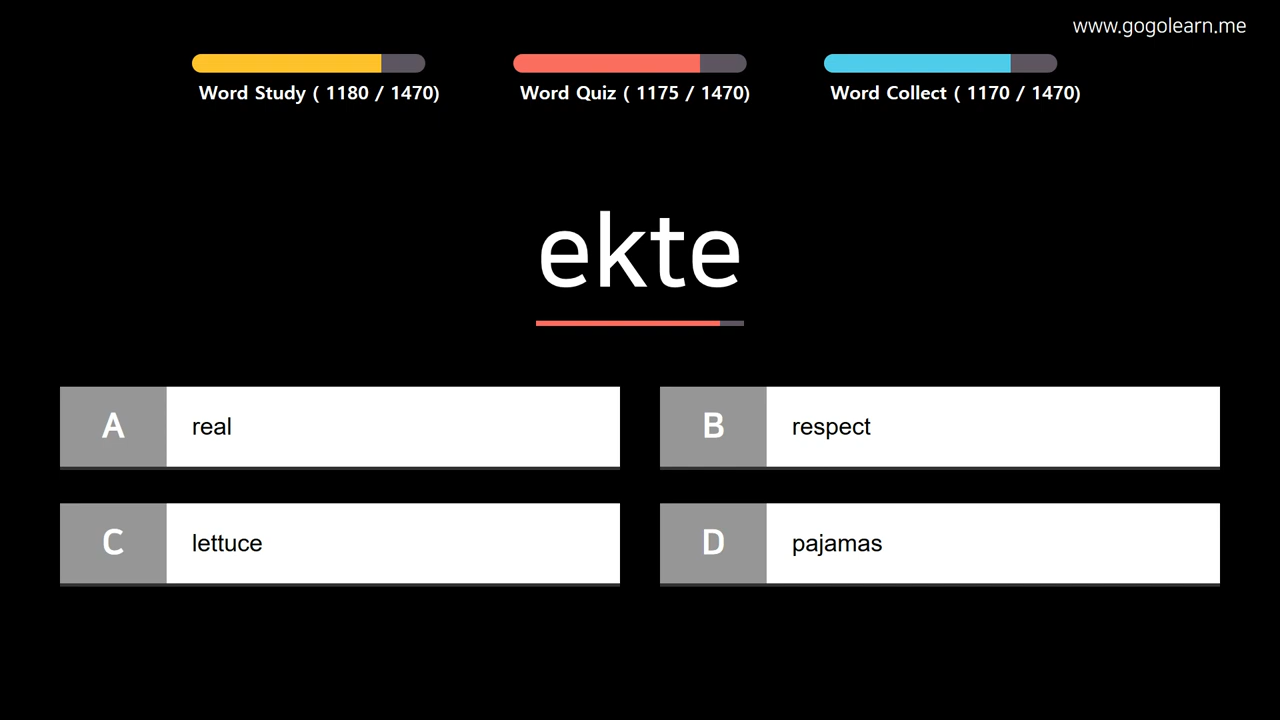 www.gogolearn.me
Word Study ( 1180 / 1470)
Word Quiz ( 1175 / 1470)
Word Collect ( 1170 / 1470)
ekte
A real
B respect
C lettuce
D pajamas